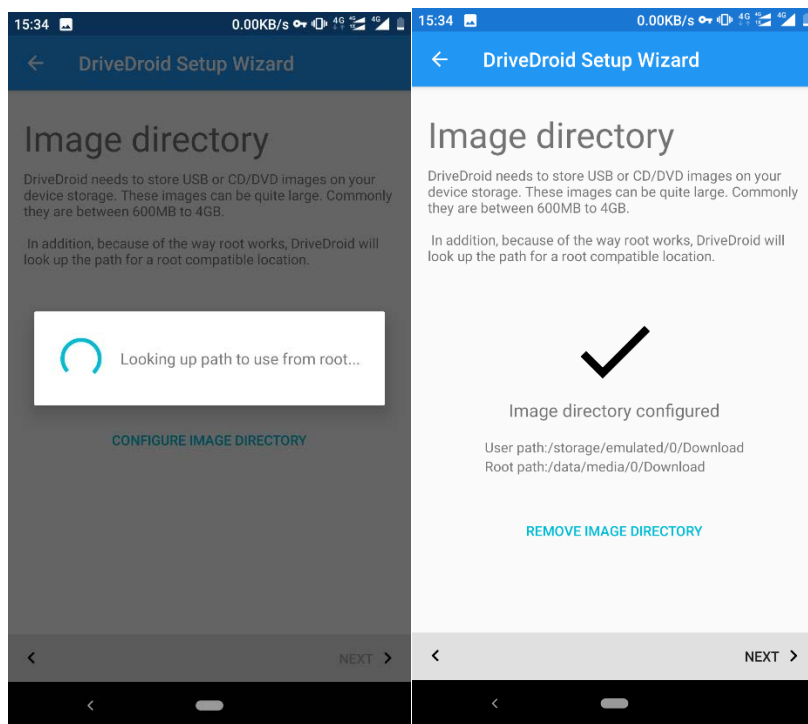 15:34 0.00KB/s 4G 4G 4G
DriveDroid Setup Wizard
Image directory
DriveDroid needs to store USB or CD/DVD images on your
device storage. These images can be quite large. Commonly
they are between 600MB to 4GB.
In addition, because of the way root works, DriveDroid will
look up the path for a root compatible location.
Looking up path to use from root...
CONFIGURE IMAGE DIRECTORY
NEXT
15:34 0.00KB/s 4G 4G 4G
DriveDroid Setup Wizard
Image directory
DriveDroid needs to store USB or CD/DVD images on your
device storage. These images can be quite large. Commonly
they are between 600MB to 4GB.
In addition, because of the way root works, DriveDroid will
look up the path for a root compatible location.
Image directory configured
User path:/storage/emulated/0/Download
Root path:/data/media/0/Download
REMOVE IMAGE DIRECTORY
NEXT